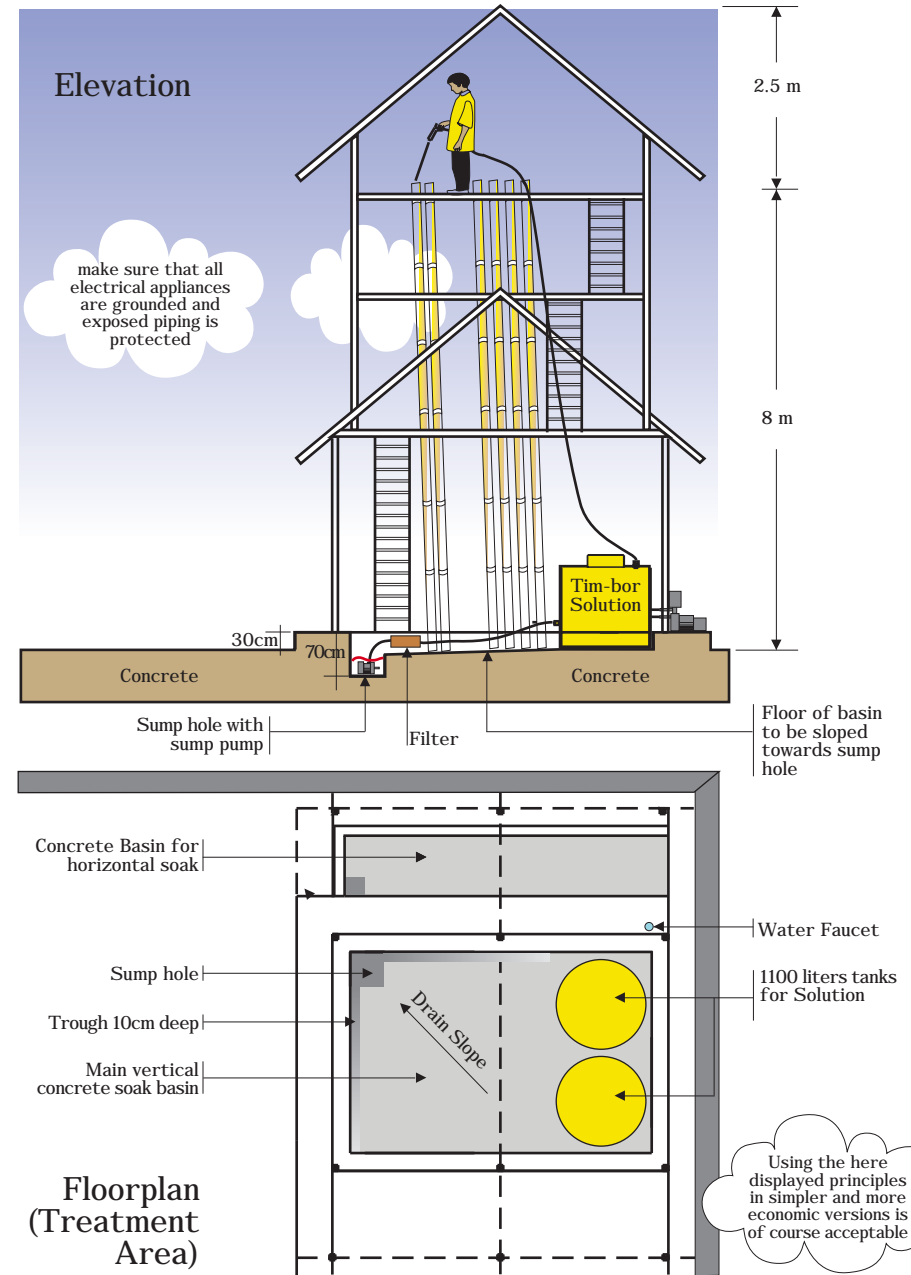 Elevation
2.5 m
make sure that all
electrical appliances
are grounded and
exposed piping is
protected
8 m
Tim-bor
Solution
30cm
70cm
Concrete
Concrete
Sump hole with
sump pump
Filter
Floor of basin
to be sloped
towards sump
hole
Concrete Basin for
horizontal soak
Water Faucet
Sump hole
1100 liters tanks
for Solution
Trough 10cm deep
Drain Slope
Main vertical
concrete soak basin
Using the here
displayed principles
in simpler and more
economic versions is
of course acceptable
Floorplan
(Treatment
Area)